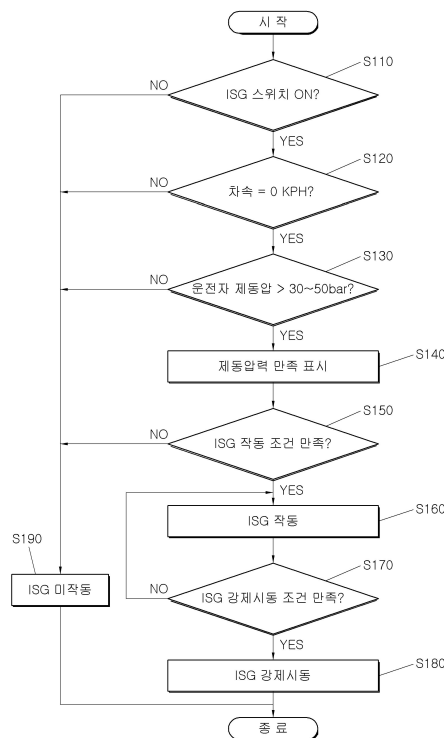 시 작
S110
ISG 스위치 ON?
NO
YES
S120
차속 = 0 KPH?
NO
YES
S130
운전자 제동압 > 30~50bar?
NO
YES
S140
제동압력 만족 표시
S150
ISG 작동 조건 만족?
NO
YES
S160
ISG 작동
S170
ISG 강제시동 조건 만족?
NO
YES
S190
ISG 미작동
S180
ISG 강제시동
종 료